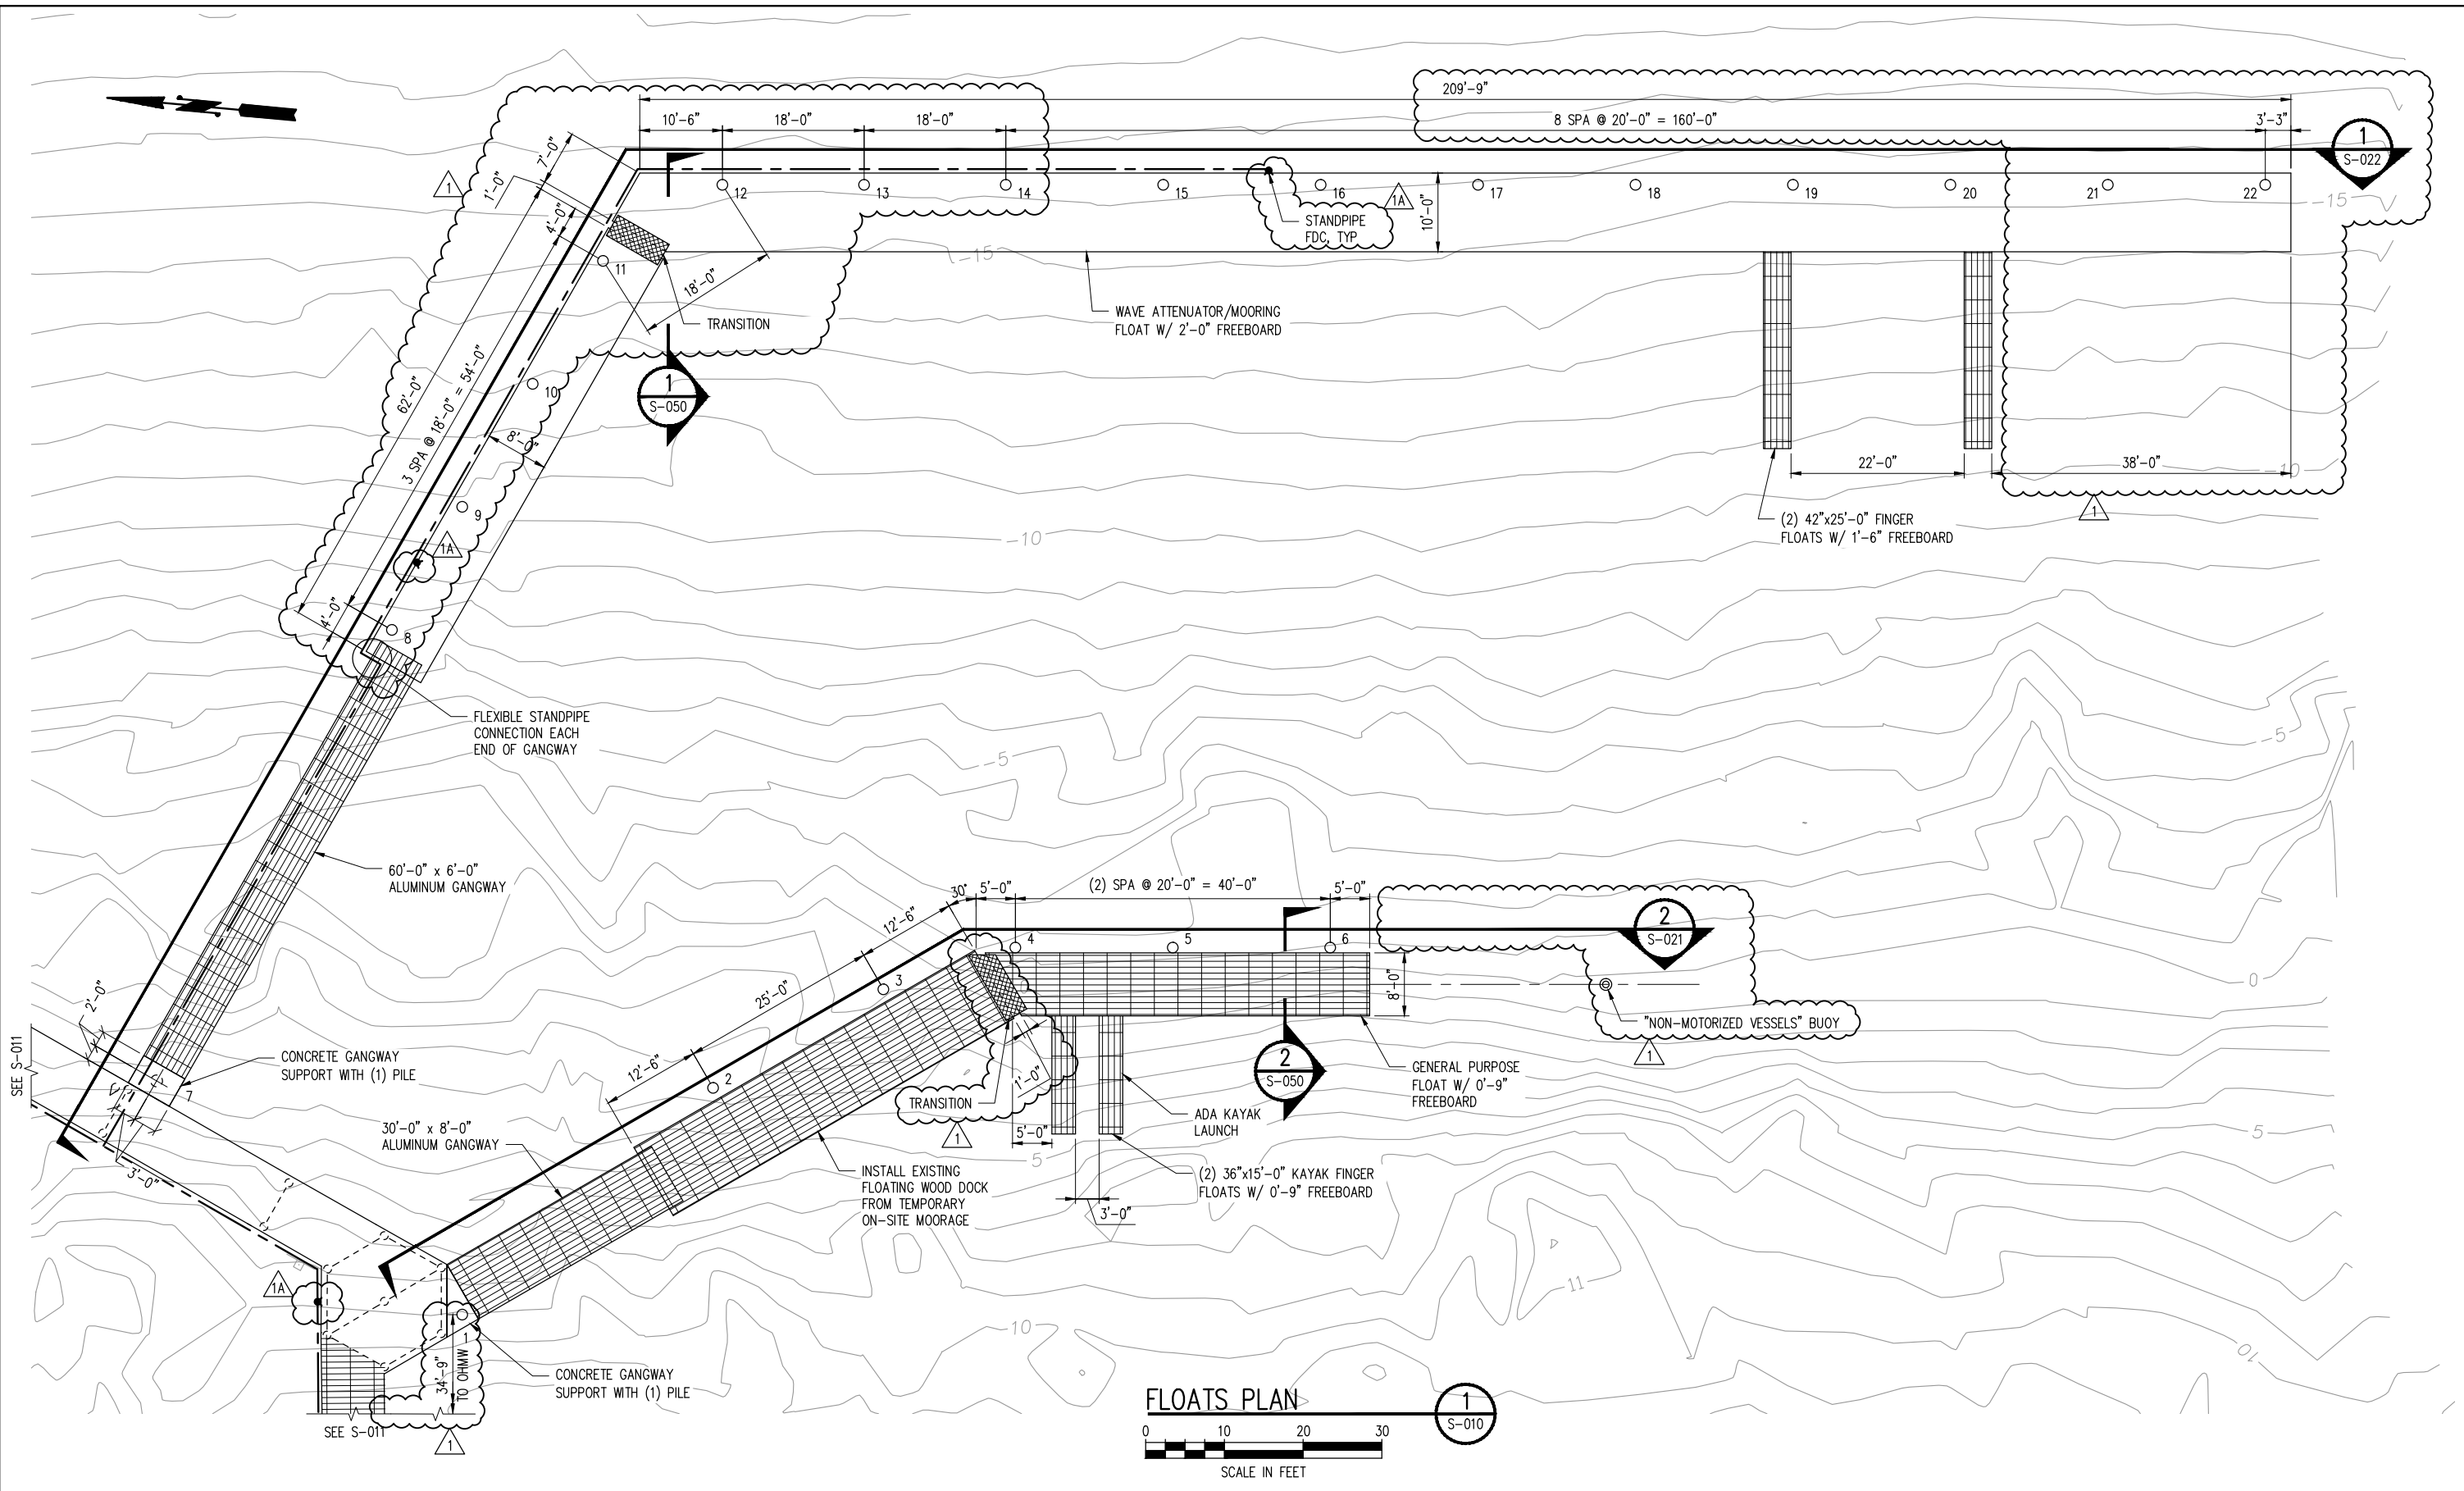 209'-9"
10'-6"
18'-0"
18'-0"
8 SPA @ 20'-0" = 160'-0"
3'-3"
1
S-022
7'-0"
1'-0"
1
4'-0"
12
13
14
15
16
1A
17
18
19
20
21
22
-15
10'-0"
STANDPIPE
FDC, TYP
11
-15
18'-0"
TRANSITION
WAVE ATTENUATOR/MOORING
FLOAT W/ 2'-0" FREEBOARD
62'-0"
3 SPA @ 18'-0" = 54'-0"
10
1
S-050
8'-0"
22'-0"
38'-0"
-10
9
1A
-10
(2) 42"x25'-0" FINGER
FLOATS W/ 1'-6" FREEBOARD
1
4'-0"
8
FLEXIBLE STANDPIPE
CONNECTION EACH
END OF GANGWAY
-5
-5
60'-0" x 6'-0"
ALUMINUM GANGWAY
30°
5'-0"
(2) SPA @ 20'-0" = 40'-0"
5'-0"
12'-6"
4
5
6
2
S-021
3
25'-0"
8'-0"
0
2'-0"
"NON-MOTORIZED VESSELS" BUOY
1
SEE S-011
CONCRETE GANGWAY
SUPPORT WITH (1) PILE
7
12'-6"
2
1'-0"
2
S-050
GENERAL PURPOSE
FLOAT W/ 0'-9"
FREEBOARD
TRANSITION
1
ADA KAYAK
LAUNCH
5'-0"
5
5
30'-0" x 8'-0"
ALUMINUM GANGWAY
3'-0"
INSTALL EXISTING
FLOATING WOOD DOCK
FROM TEMPORARY
ON-SITE MOORAGE
(2) 36"x15'-0" KAYAK FINGER
FLOATS W/ 0'-9" FREEBOARD
3'-0"
1A
11
10
10
1
34'-9"
TO OHMW
CONCRETE GANGWAY
SUPPORT WITH (1) PILE
SEE S-011
1
FLOATS PLAN
1
S-010
0 10 20 30
SCALE IN FEET